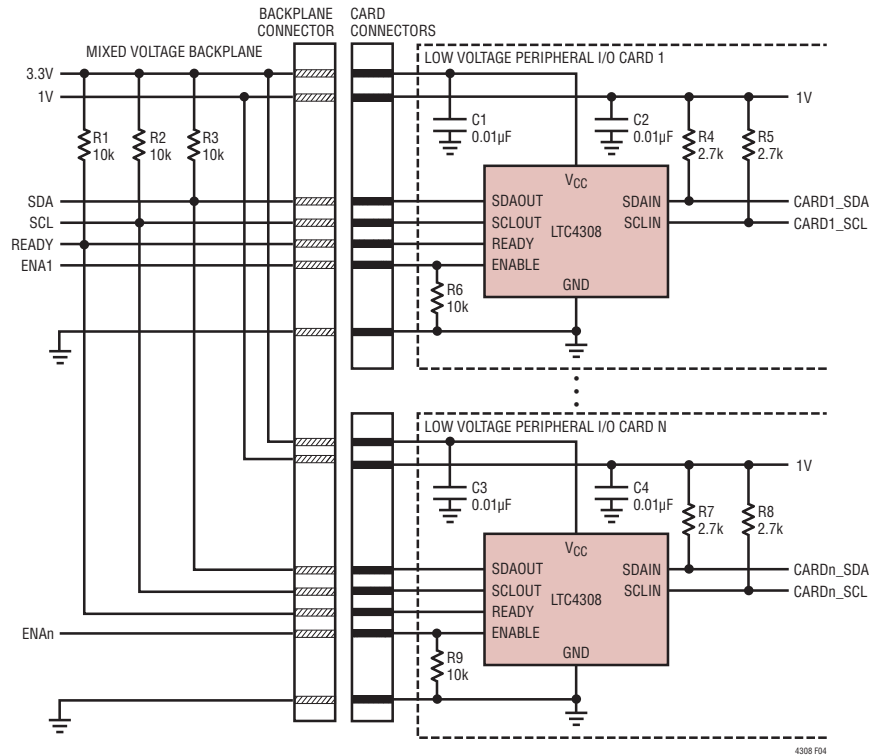 BACKPLANE CONNECTOR
CARD CONNECTORS
MIXED VOLTAGE BACKPLANE
LOW VOLTAGE PERIPHERAL I/O CARD 1
3.3V
1V
1V
R1 10k
R2 10k
R3 10k
C1 0.01µF
C2 0.01µF
R4 2.7k
R5 2.7k
SDA
SCL
READY
ENA1
VCC
SDAOUT
SCLOUT
READY
ENABLE
LTC4308
SDAIN
SCLIN
GND
CARD1_SDA
CARD1_SCL
R6 10k
LOW VOLTAGE PERIPHERAL I/O CARD N
1V
C3 0.01µF
C4 0.01µF
R7 2.7k
R8 2.7k
VCC
SDAOUT
SCLOUT
READY
ENABLE
LTC4308
SDAIN
SCLIN
GND
CARDn_SDA
CARDn_SCL
ENAn
R9 10k
4308 F04